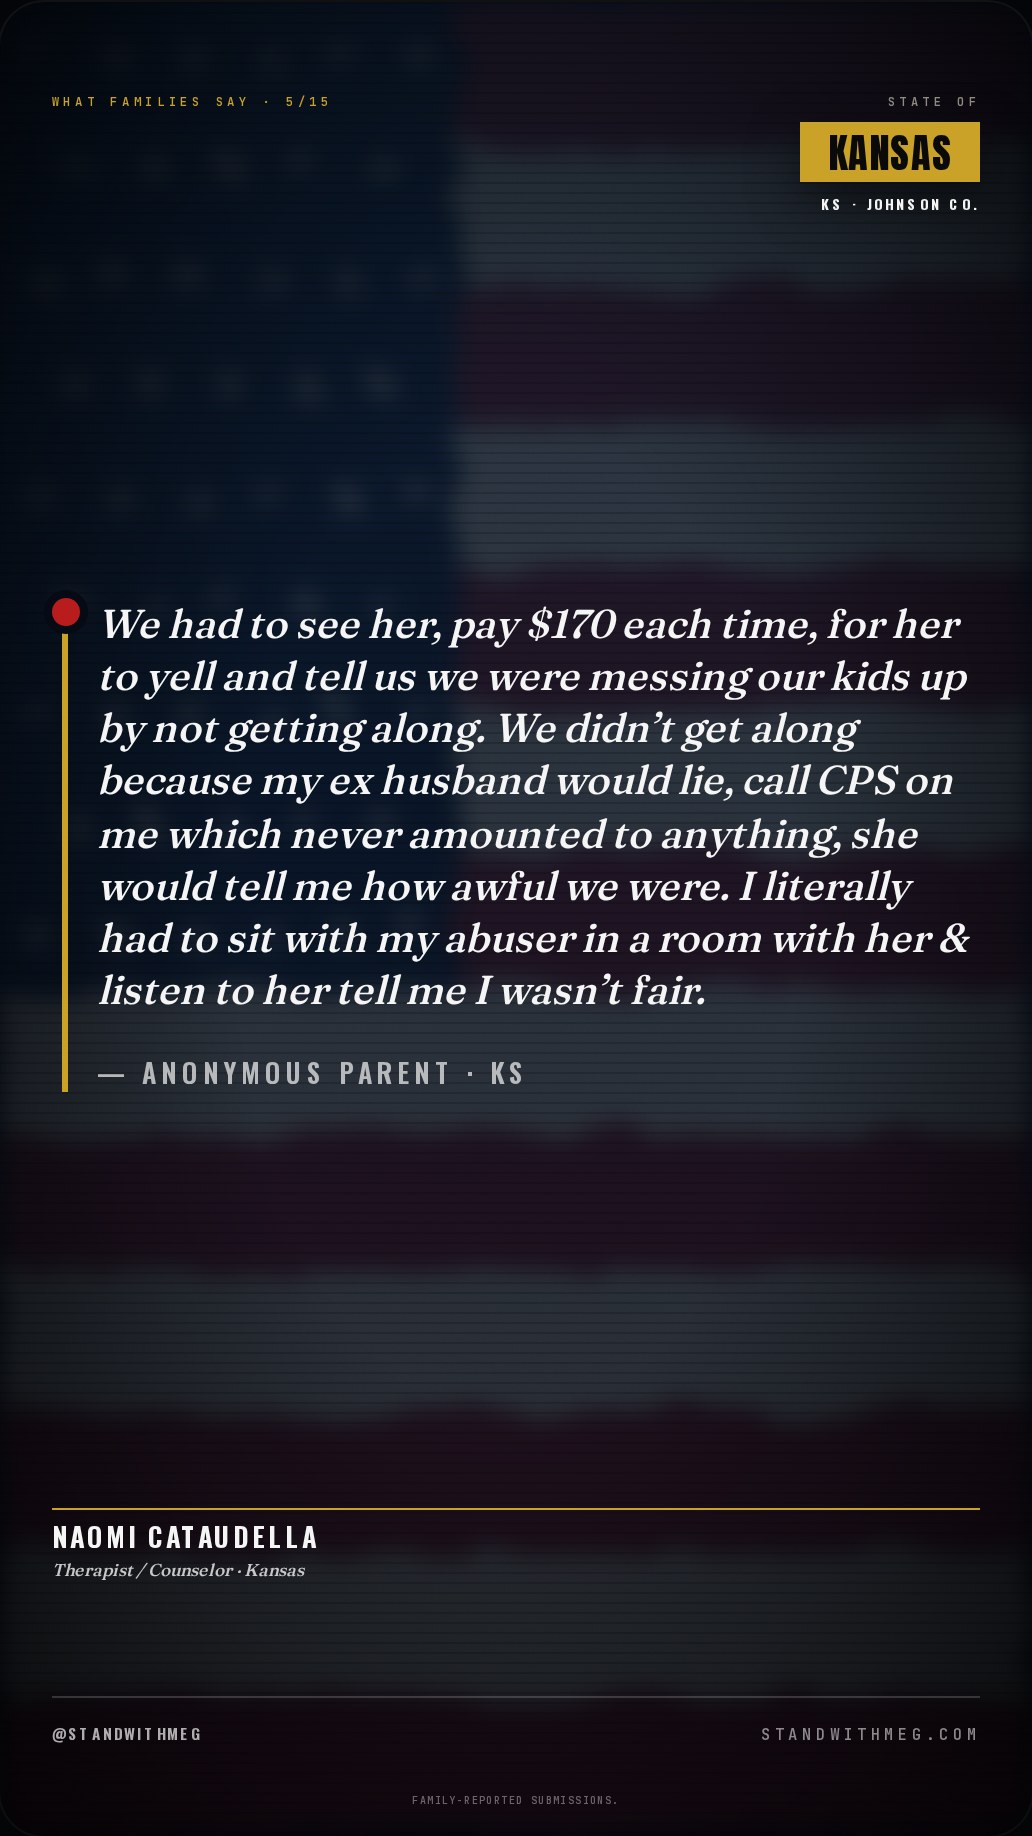 WHAT FAMILIES SAY · 5/15
STATE OF
KANSAS
KS · JOHNSON CO.
We had to see her, pay $170 each time, for her
to yell and tell us we were messing our kids up
by not getting along. We didn’t get along
because my ex husband would lie, call CPS on
me which never amounted to anything, she
would tell me how awful we were. I literally
had to sit with my abuser in a room with her &
listen to her tell me I wasn’t fair.
— ANONYMOUS PARENT · KS
NAOMI CATAUDELLA
Therapist / Counselor · Kansas
@STANDWITHMEG
STANDWITHMEG.COM
FAMILY-REPORTED SUBMISSIONS.